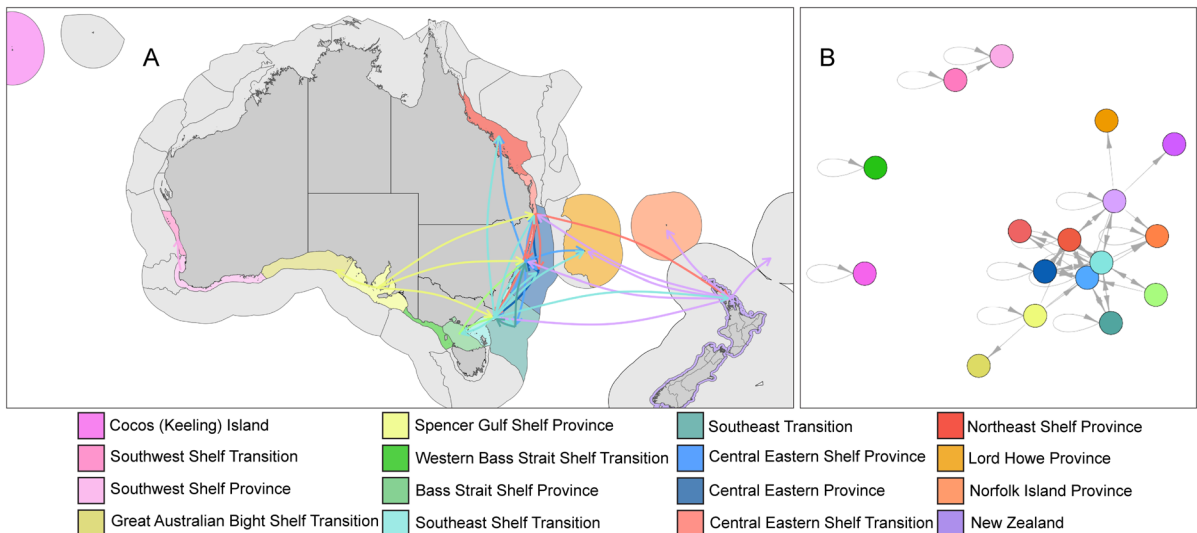 A
B
Cocos (Keeling) Island
Southwest Shelf Transition
Southwest Shelf Province
Great Australian Bight Shelf Transition
Spencer Gulf Shelf Province
Western Bass Strait Shelf Transition
Bass Strait Shelf Province
Southeast Shelf Transition
Southeast Transition
Central Eastern Shelf Province
Central Eastern Province
Central Eastern Shelf Transition
Northeast Shelf Province
Lord Howe Province
Norfolk Island Province
New Zealand